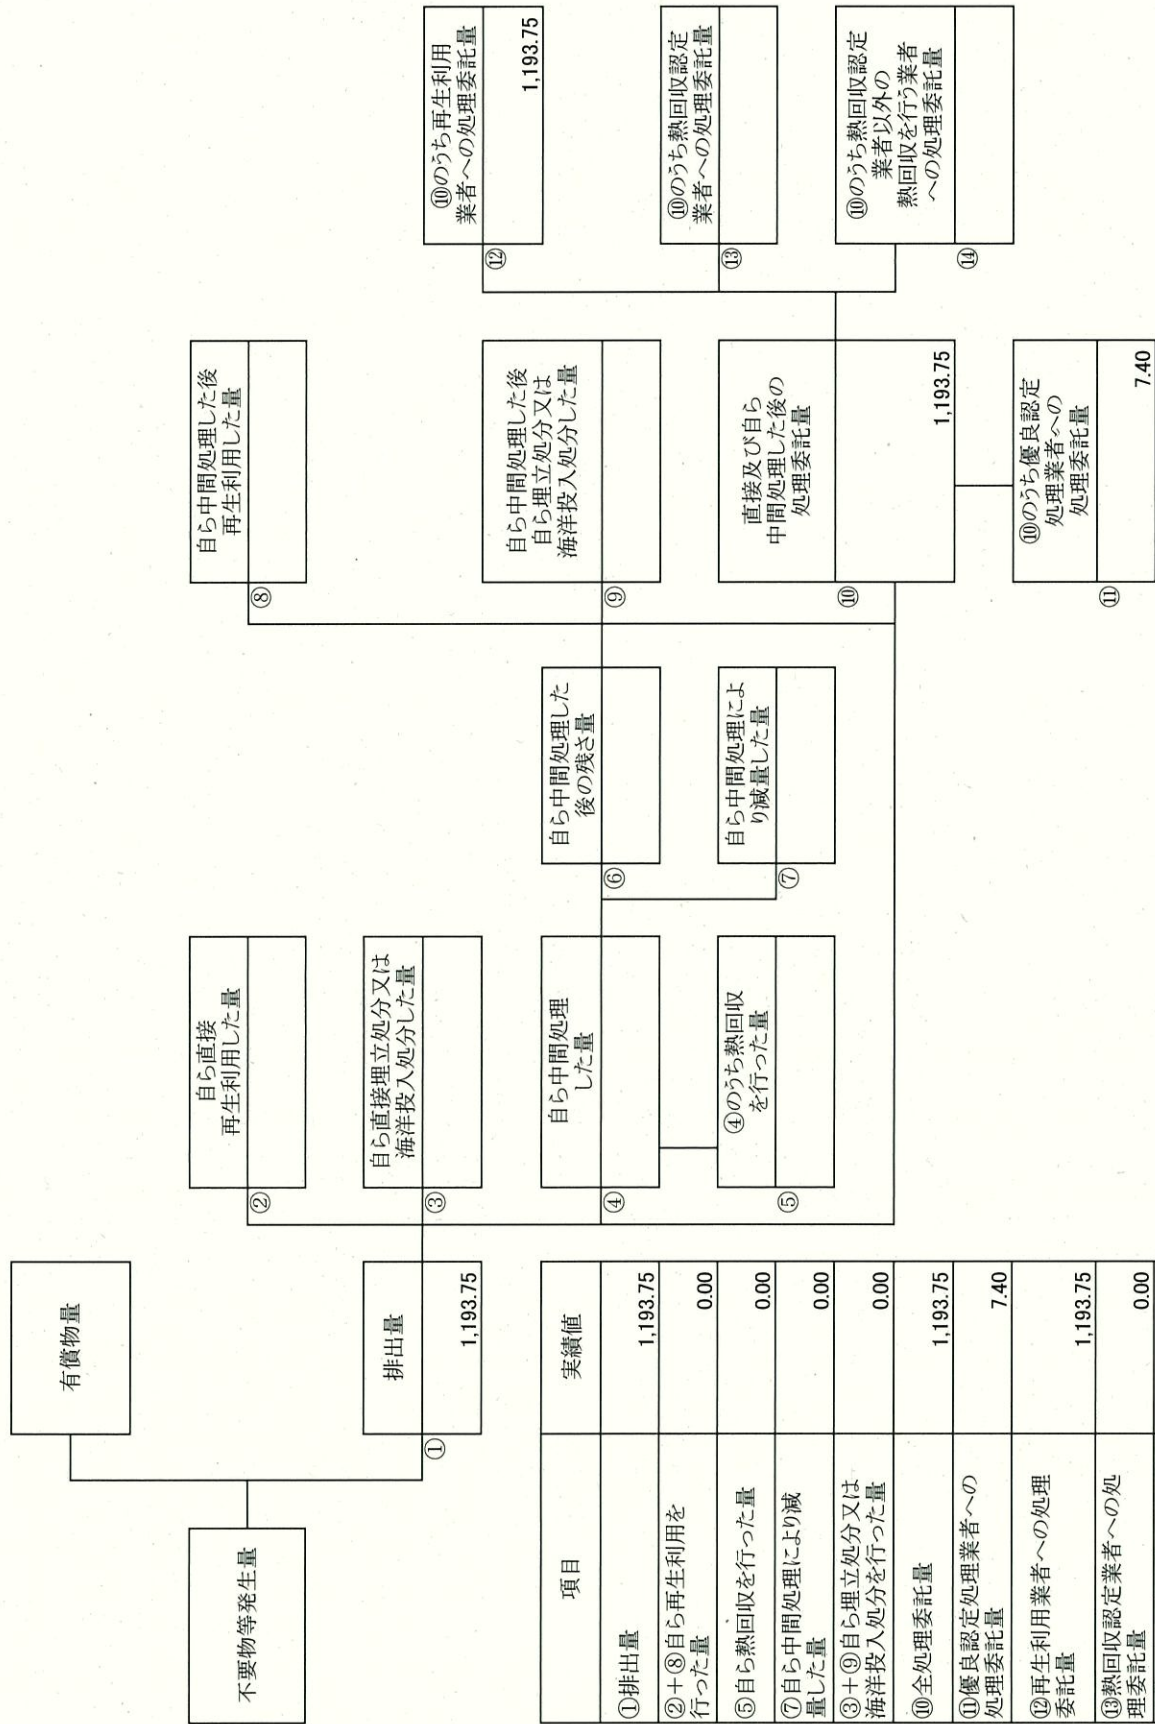 不要物等発生量
有償物量
排出量
①
1,193.75
自ら直接
再生利用した量
②
自ら直接埋立処分又は
海洋投入処分した量
③
自ら中間処理
した量
④
④のうち熱回収
を行った量
⑤
自ら中間処理した
後の残さ量
⑥
自ら中間処理によ
り減量した量
⑦
自ら中間処理した後
再生利用した量
⑧
自ら中間処理した後
自ら埋立処分又は
海洋投入処分した量
⑨
直接及び自ら
中間処理した後の
処理委託量
⑩
1,193.75
⑩のうち優良認定
処理業者への
処理委託量
⑪
7.40
⑩のうち再生利用
業者への処理委託量
⑫
1,193.75
⑩のうち熱回収認定
業者への処理委託量
⑬
⑩のうち熱回収認定
業者以外の
熱回収を行う業者
への処理委託量
⑭
項目
実績値
①排出量
1,193.75
②+⑧自ら再生利用を
行った量
0.00
⑤自ら熱回収を行った量
0.00
⑦自ら中間処理により減
量した量
0.00
③+⑨自ら埋立処分又は
海洋投入処分を行った量
0.00
⑩全処理委託量
1,193.75
⑪優良認定処理業者への
処理委託量
7.40
⑫再生利用業者への処理
委託量
1,193.75
⑬熱回収認定業者への処
理委託量
0.00